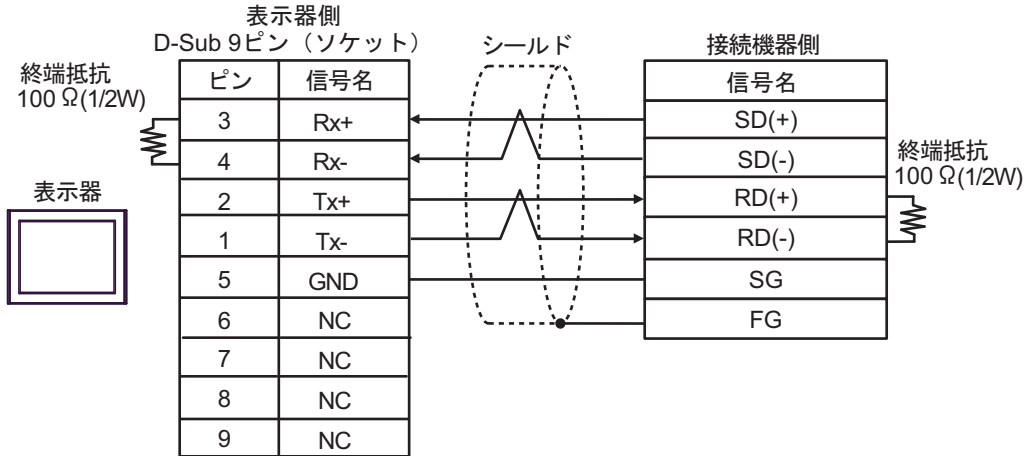 表示器側
D-Sub 9ピン（ソケット）
シールド
接続機器側
終端抵抗
100 Ω(1/2W)
ピン 信号名
信号名
3 Rx+
SD(+)
4 Rx-
SD(-)
終端抵抗
100 Ω(1/2W)
表示器
2 Tx+
RD(+)
1 Tx-
RD(-)
5 GND
SG
6 NC
FG
7 NC
8 NC
9 NC